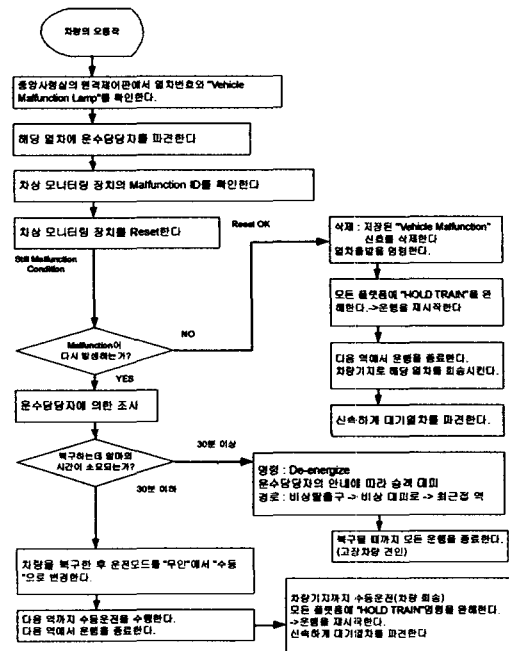 차량의 오동작
중앙사령실의 원격제어판에서 열차번호와 "Vehicle
Malfunction Lamp"를 확인한다.
해당 열차에 운수담당자를 파견한다
차상 모니터링 장치의 Malfunction ID를 확인한다
차상 모니터링 장치를 Reset한다
Reset OK
Still Malfunction
Condition
삭제 : 저장된 "Vehicle Malfunction"
신호를 삭제한다
열차출발을 명령한다.
모든 플랫폼에 "HOLD TRAIN"을 완
해한다.->운행을 재시작한다
다음 역에서 운행을 종료한다.
차량기지로 해당 열차를 회송시킨다.
신속하게 대기열차를 파견한다.
Malfunction이
다시 발생하는가?
NO
YES
운수담당자에 의한 조사
복구하는데 얼마의
시간이 소요되는가?
30분 이상
30분 이하
명령 : De-energize
운수담당자의 안내에 따라 승객 대피
경로 : 비상탈출구 -> 비상 대피로 -> 최근접 역
복구될 때까지 모든 운행을 종료한다.
(고장차량 견인)
차량을 복구한 후 운전모드를 "무인"에서 "수동
"으로 변경한다.
다음 역까지 수동운전을 수행한다.
다음 역에서 운행을 종료한다.
차량기지까지 수동운전(차량 회송)
모든 플랫폼에 "HOLD TRAIN"명령을 완해한다.
->운행을 재시작한다.
신속하게 대기열차를 파견한다